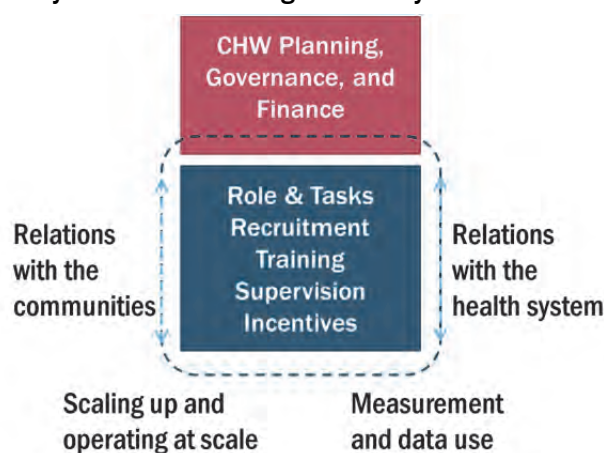 CHW Planning,
Governance, and
Finance
Role & Tasks
Recruitment
Training
Supervision
Incentives
Relations
with the
communities
Relations
with the
health system
Scaling up and
operating at scale
Measurement
and data use